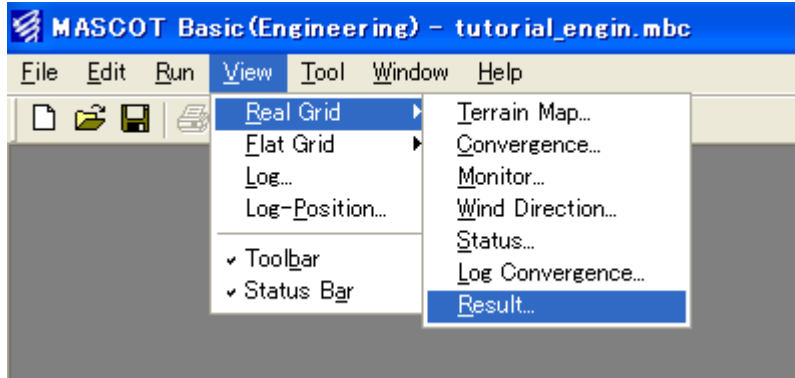 MASCOT Basic(Engineering) - tutorial_engin.mbc
File Edit Run View Tool Window Help
Real Grid
Flat Grid
Log...
Log-Position...
Toolbar
Status Bar
Terrain Map...
Convergence...
Monitor...
Wind Direction...
Status...
Log Convergence...
Result...